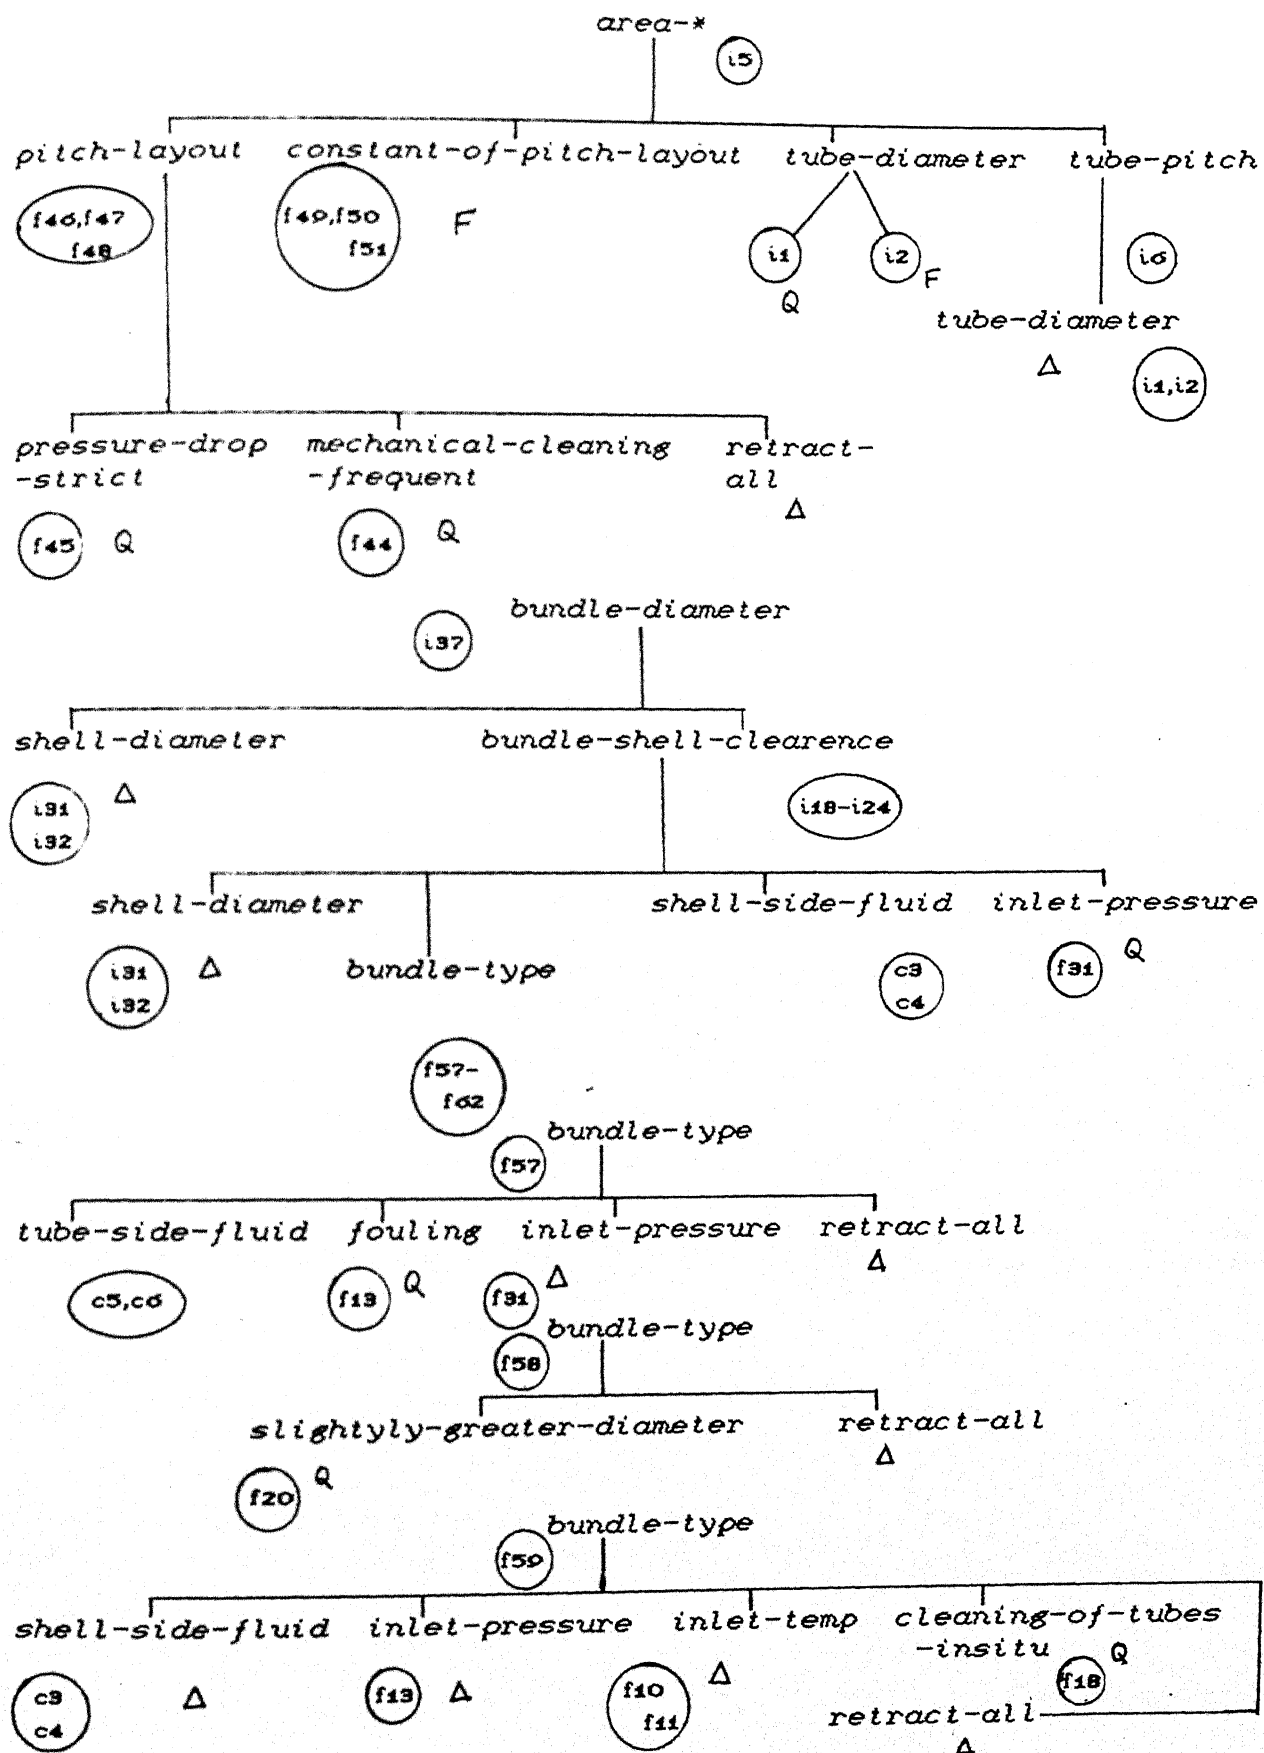 area-*
i5
pitch-layout constant-of-pitch-layout tube-diameter tube-pitch
f46,f47
f48
f49,f50
f51
F
i1
Q
i2
F
i6
tube-diameter
Δ
i1,i2
pressure-drop
-strict
mechanical-cleaning
-frequent
retract-
all
Δ
f45 Q
f44 Q
bundle-diameter
i37
shell-diameter bundle-shell-clearence
i31
i32
Δ
i18-i24
shell-diameter shell-side-fluid inlet-pressure
i31
i32
Δ
bundle-type
c3
c4
f31
Q
f57-
f62
bundle-type
f57
tube-side-fluid fouling inlet-pressure retract-all
c5,c6
f13 Q
f31 Δ
Δ
bundle-type
f58
slightyly-greater-diameter retract-all
Δ
f20 Q
bundle-type
f59
shell-side-fluid inlet-pressure inlet-temp cleaning-of-tubes
-insitu
c3
c4
Δ
f13 Δ
f10
f11
Δ
f18
Q
retract-all
Δ